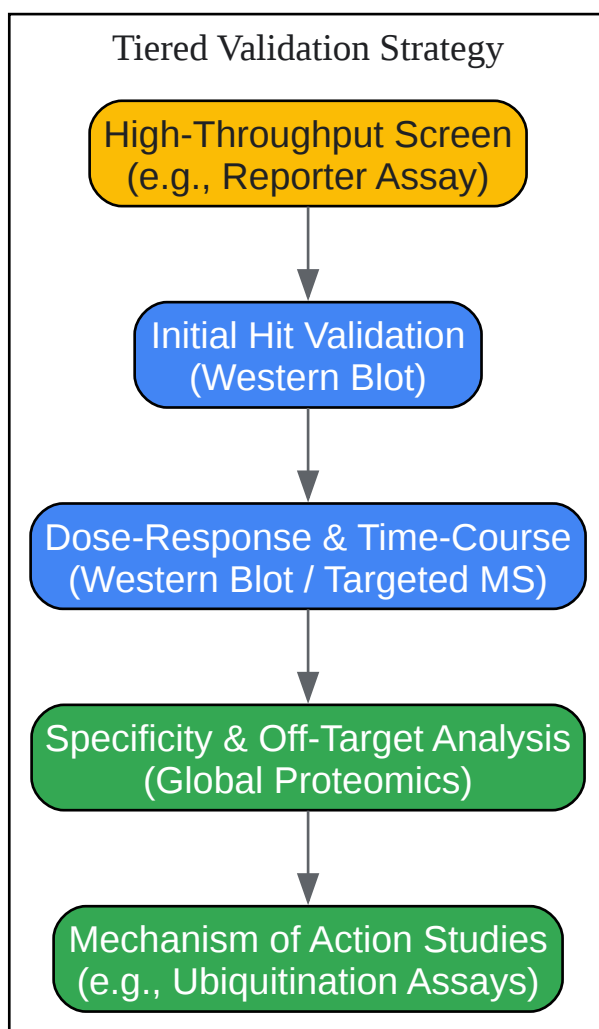 Tiered Validation Strategy
High-Throughput Screen
(e.g., Reporter Assay)
Initial Hit Validation
(Western Blot)
Dose-Response & Time-Course
(Western Blot / Targeted MS)
Specificity & Off-Target Analysis
(Global Proteomics)
Mechanism of Action Studies
(e.g., Ubiquitination Assays)